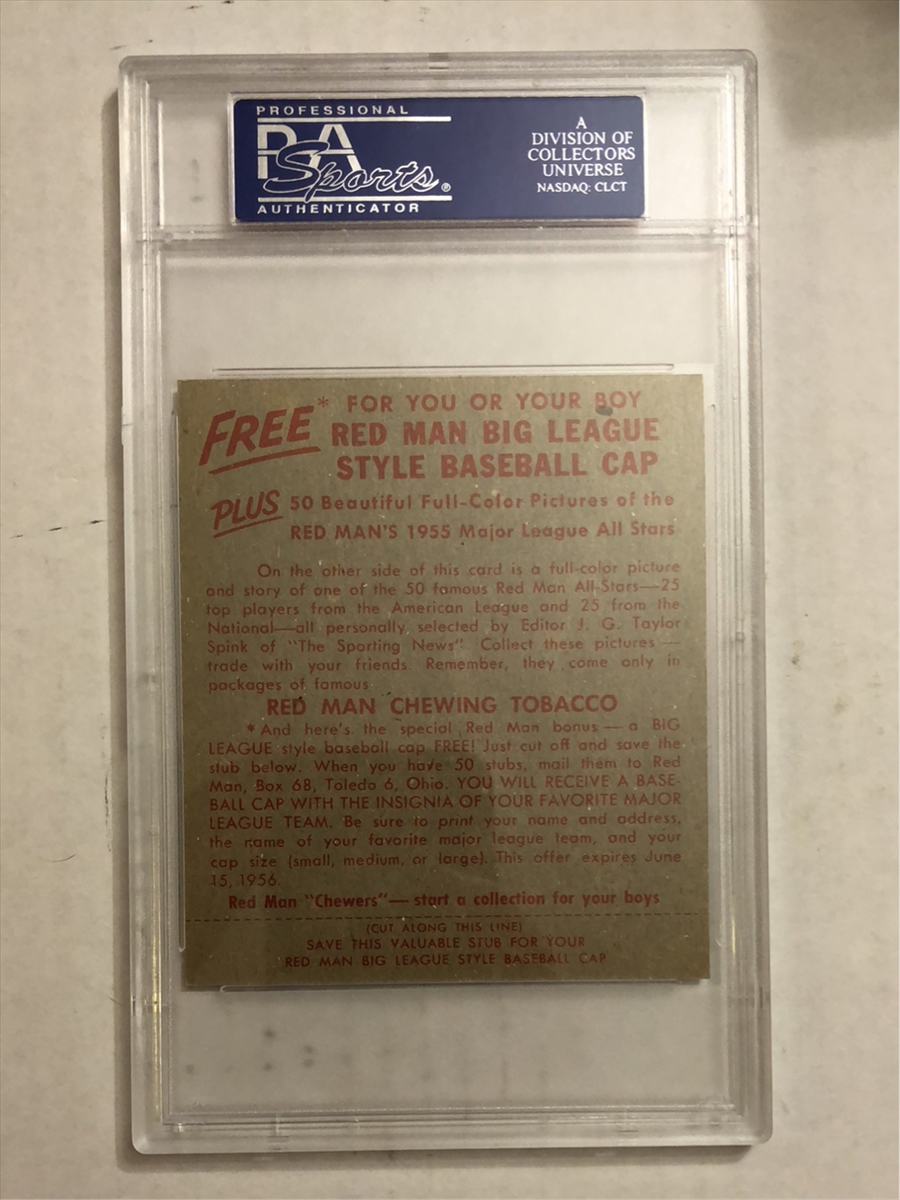 PROFESSIONAL
PSA
Sports®
AUTHENTICATOR
A
DIVISION OF
COLLECTORS
UNIVERSE
NASDAQ: CLCT
FREE* FOR YOU OR YOUR BOY
RED MAN BIG LEAGUE
STYLE BASEBALL CAP
PLUS 50 Beautiful Full-Color Pictures of the
RED MAN'S 1955 Major League All Stars
On the other side of this card is a full-color picture
and story of one of the 50 famous Red Man All-Stars—25
top players from the American League and 25 from the
National—all personally selected by Editor J. G. Taylor
Spink of "The Sporting News". Collect these pictures —
trade with your friends. Remember, they come only in
packages of famous
RED MAN CHEWING TOBACCO
*And here's the special Red Man bonus — a BIG
LEAGUE style baseball cap FREE! Just cut off and save the
stub below. When you have 50 stubs, mail them to Red
Man, Box 68, Toledo 6, Ohio. YOU WILL RECEIVE A BASE-
BALL CAP WITH THE INSIGNIA OF YOUR FAVORITE MAJOR
LEAGUE TEAM. Be sure to print your name and address,
the name of your favorite major league team, and your
cap size (small, medium, or large). This offer expires June
15, 1956.
Red Man "Chewers"— start a collection for your boys
(CUT ALONG THIS LINE)
SAVE THIS VALUABLE STUB FOR YOUR
RED MAN BIG LEAGUE STYLE BASEBALL CAP